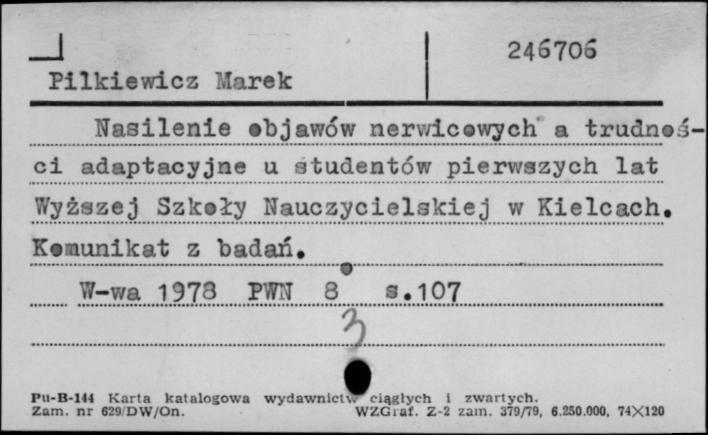 246706
Pilkiewicz Marek
Nasilenie objawów nerwicowych a trudnoś-
ci adaptacyjne u studentów pierwszych lat
Wyższej Szkoły Nauczycielskiej w Kielcach.
Komunikat z badań.
W-wa 1978 PWN 8° s.107
3
Pu-B-144 Karta katalogowa wydawnictw ciągłych i zwartych.
Zam. nr 629/DW/On. WZGraf. Z-2 zam. 379/79, 6.250.000, 74×120